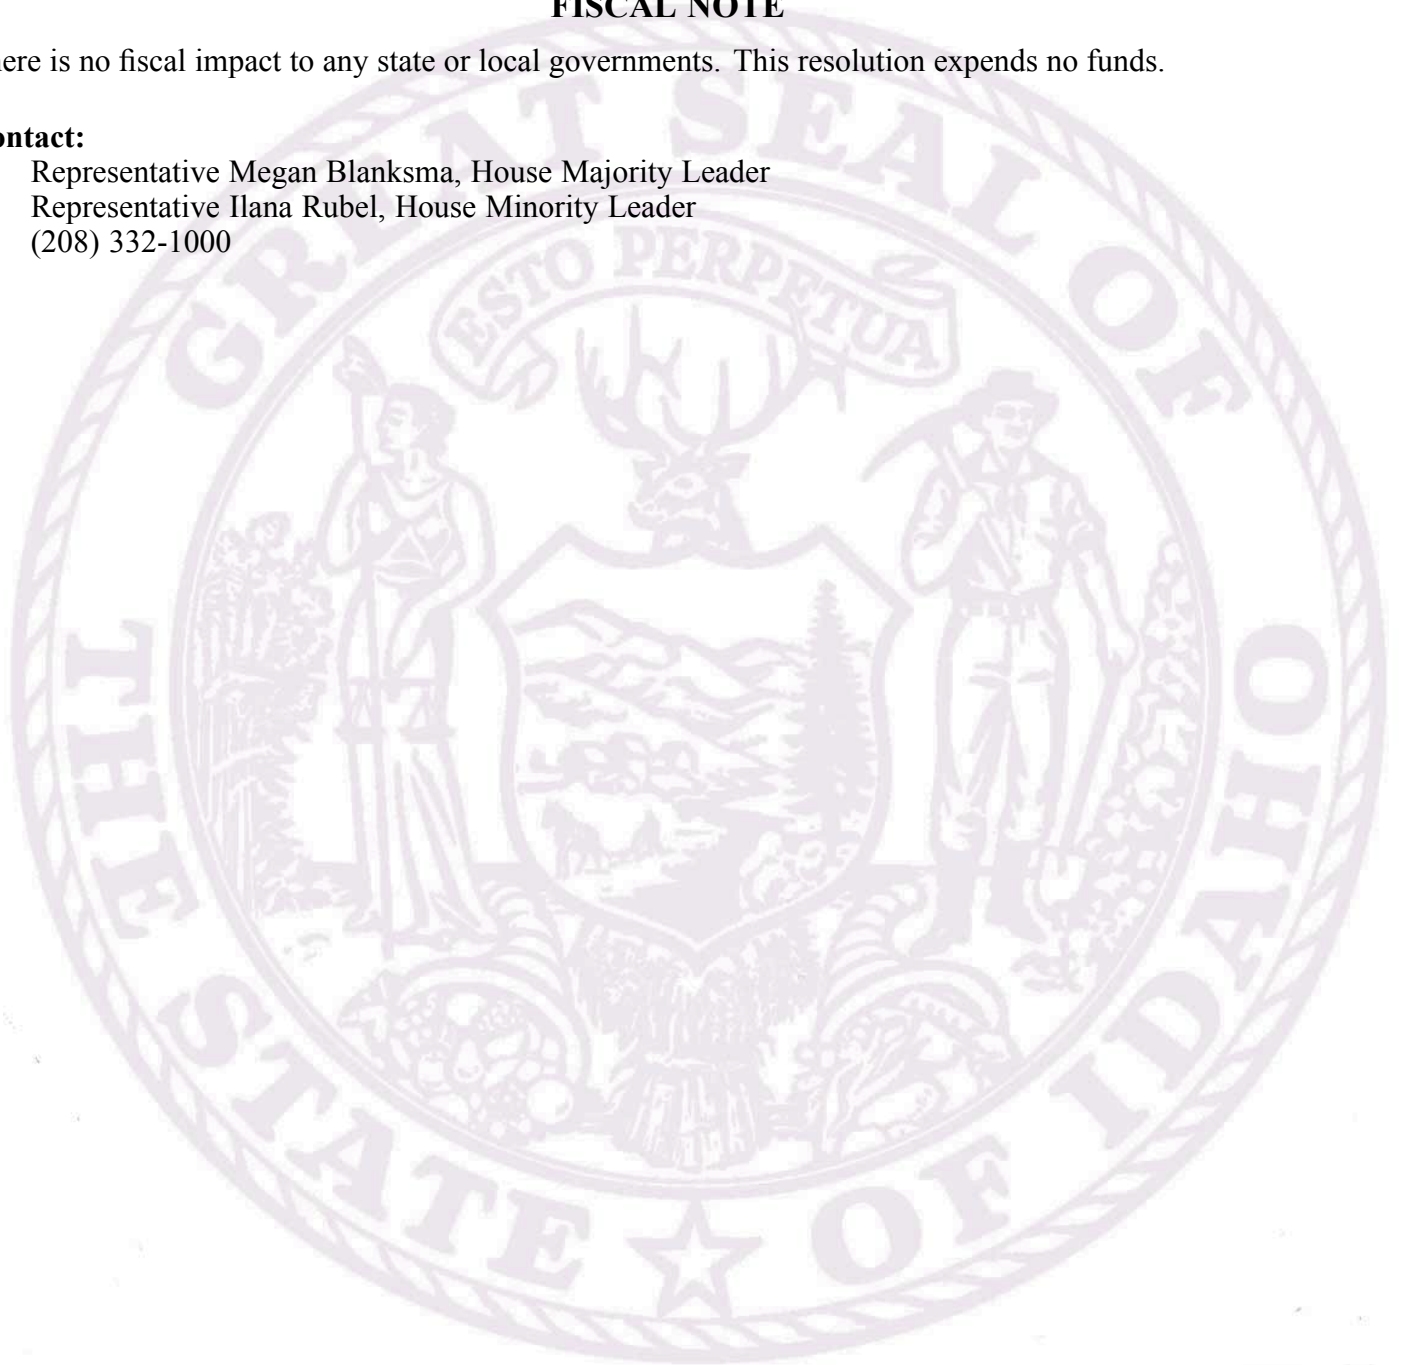 FISCAL NOTE
here is no fiscal impact to any state or local governments. This resolution expends no funds.
ontact:
Representative Megan Blanksma, House Majority Leader
Representative Ilana Rubel, House Minority Leader
(208) 332-1000
GREAT SEAL OF
ESTO PERPETUA
THE STATE OF IDAHO